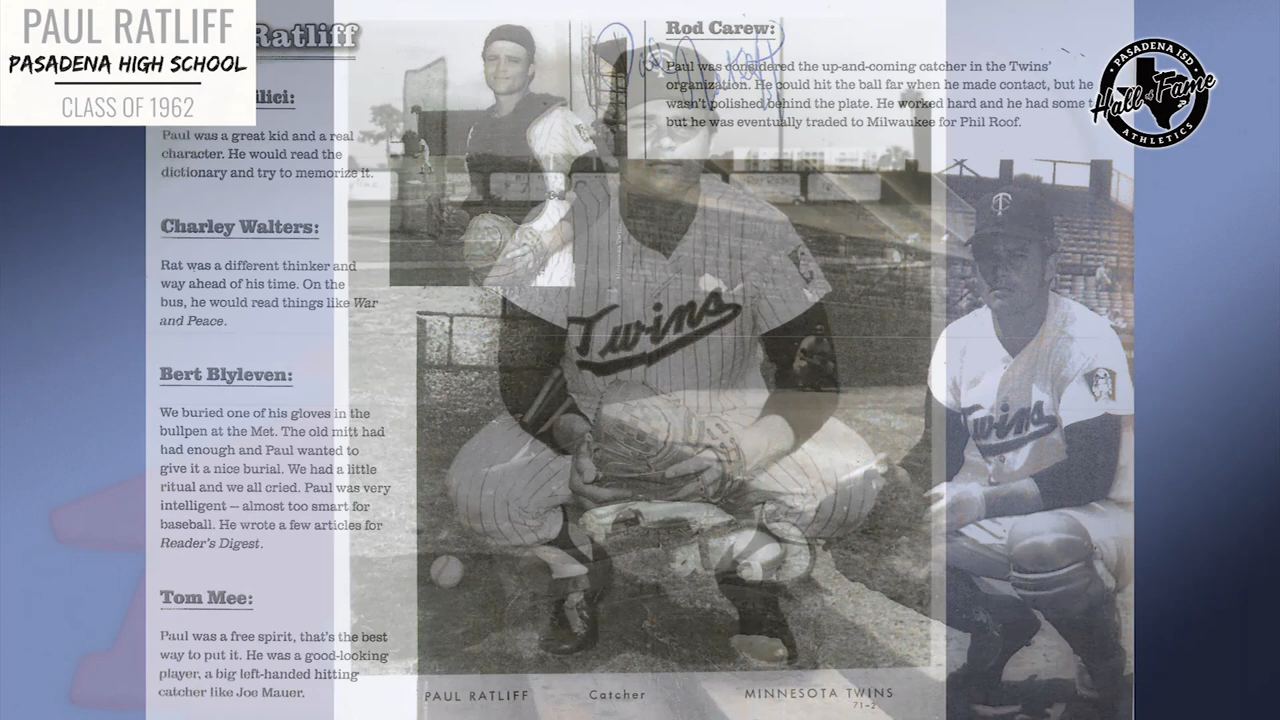 PAUL RATLIFF
PASADENA HIGH SCHOOL
CLASS OF 1962
Ratliff
ilici:
Paul was a great kid and a real
character. He would read the
dictionary and try to memorize it.
Charley Walters:
Rat was a different thinker and
way ahead of his time. On the
bus, he would read things like War
and Peace.
Bert Blyleven:
We buried one of his gloves in the
bullpen at the Met. The old mitt had
had enough and Paul wanted to
give it a nice burial. We had a little
ritual and we all cried. Paul was very
intelligent — almost too smart for
baseball. He wrote a few articles for
Reader's Digest.
Tom Mee:
Paul was a free spirit, that's the best
way to put it. He was a good-looking
player, a big left-handed hitting
catcher like Joe Mauer.
Rod Carew:
Paul was considered the up-and-coming catcher in the Twins'
organization. He could hit the ball far when he made contact, but he
wasn't polished behind the plate. He worked hard and he had some t
but he was eventually traded to Milwaukee for Phil Roof.
PASADENA ISD
Hall of Fame
ATHLETICS
TC
Twins
Twins
PAUL RATLIFF Catcher MINNESOTA TWINS
71-2